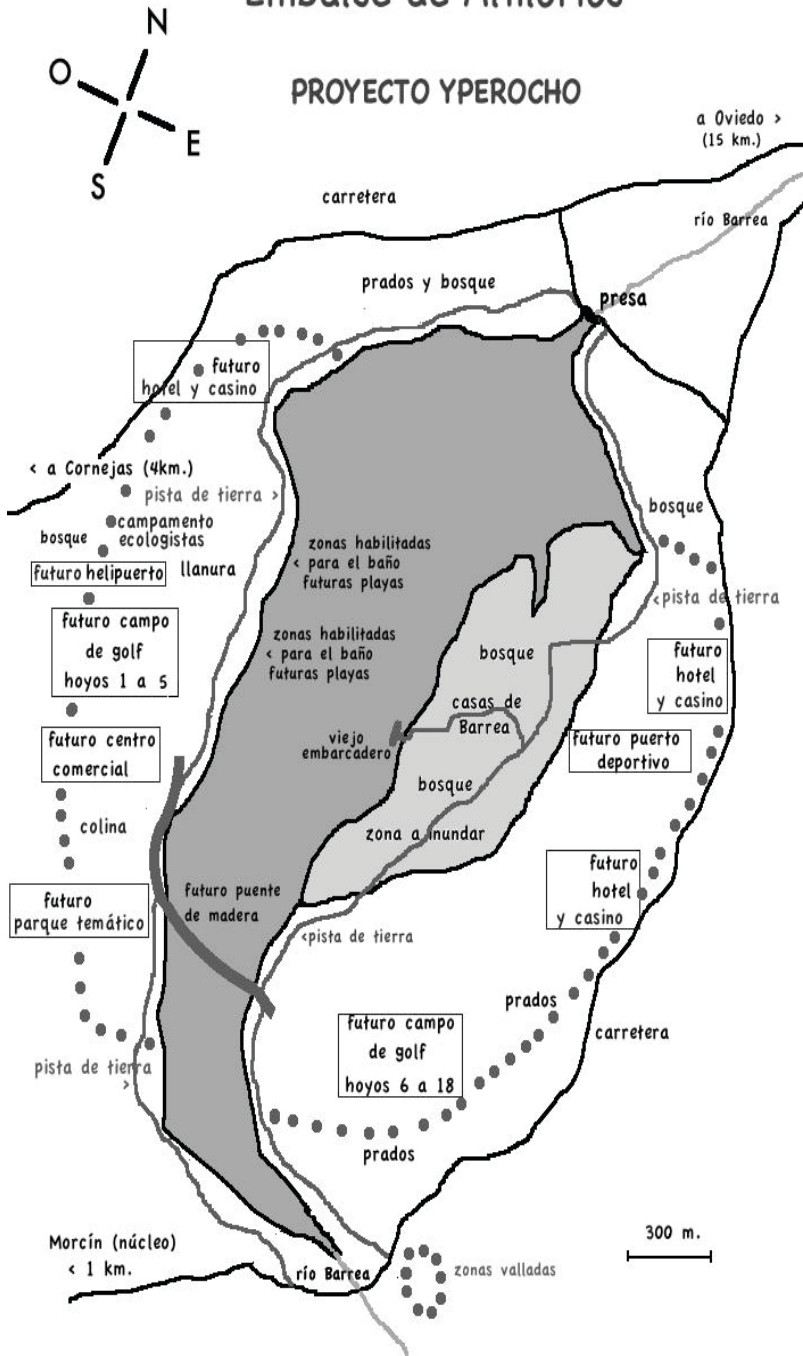 Embalse de
PROYECTO YPEROCHO
N
O
E
S
a Oviedo >
(15 km.)
carretera
río Barrea
prados y bosque
presa
futuro
hotel y casino
< a Cornejas (4km.)
pista de tierra >
campamento
ecologistas
bosque
futuro helipuerto
llanura
zonas habilitadas
< para el baño
futuras playas
bosque
<pista de tierra
futuro campo
de golf
hoyos 1 a 5
zonas habilitadas
< para el baño
futuras playas
bosque
futuro
hotel
y casino
casas de
Barrea
viejo
embarcadero
futuro puerto
deportivo
futuro centro
comercial
bosque
colina
zona a inundar
futuro
hotel
y casino
futuro
parque temático
futuro puente
de madera
<pista de tierra
prados
carretera
futuro campo
de golf
hoyos 6 a 18
pista de tierra
>
prados
Morcín (núcleo)
< 1 km.
río Barrea
zonas valladas
300 m.